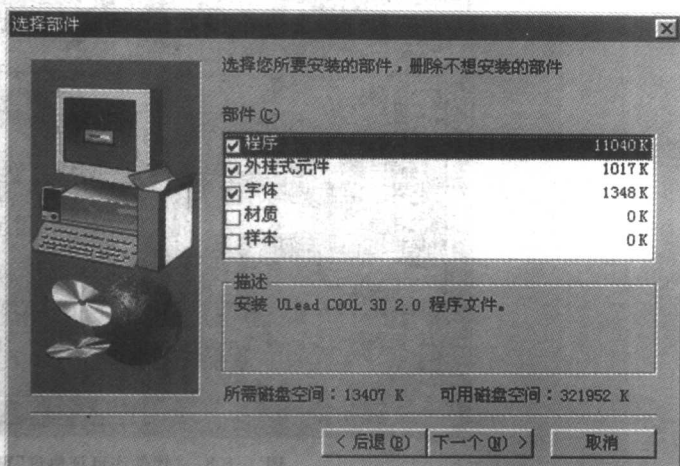 选择部件
选择您所要安装的部件，删除不想安装的部件
部件(C)
程序 11040 K
外挂式元件 1017 K
字体 1348 K
材质 0 K
样本 0 K
描述
安装 Ulead COOL 3D 2.0 程序文件。
所需磁盘空间：13407 K 可用磁盘空间：321952 K
< 后退(B) 下一个(N) > 取消